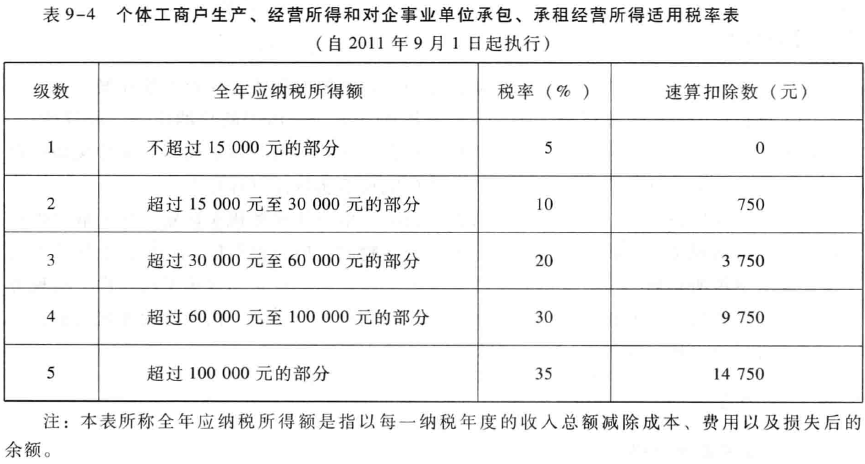 表9-4 个体工商户生产、经营所得和对企事业单位承包、承租经营所得适用税率表
(自2011年9月1日起执行)
级数 全年应纳税所得额 税率(%) 速算扣除数(元)
1 不超过15 000元的部分 5 0
2 超过15 000元至30 000元的部分 10 750
3 超过30 000元至60 000元的部分 20 3 750
4 超过60 000元至100 000元的部分 30 9 750
5 超过100 000元的部分 35 14 750
注:本表所称全年应纳税所得额是指以每一纳税年度的收入总额减除成本、费用以及损失后的
余额。